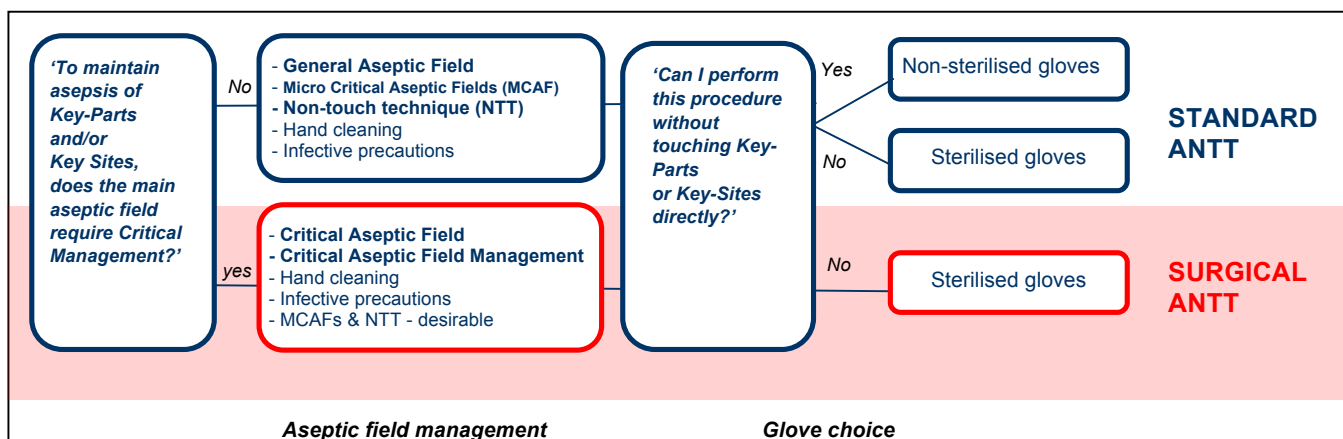 ‘To maintain
asepsis of
Key-Parts
and/or
Key Sites,
does the main
aseptic field
require Critical
Management?’
No
yes
- General Aseptic Field
- Micro Critical Aseptic Fields (MCAF)
- Non-touch technique (NTT)
- Hand cleaning
- Infective precautions
- Critical Aseptic Field
- Critical Aseptic Field Management
- Hand cleaning
- Infective precautions
- MCAFs & NTT - desirable
‘Can I perform
this procedure
without
touching Key-
Parts
or Key-Sites
directly?’
Yes
No
No
Non-sterilised gloves
Sterilised gloves
Sterilised gloves
STANDARD
ANTT
SURGICAL
ANTT
Aseptic field management
Glove choice